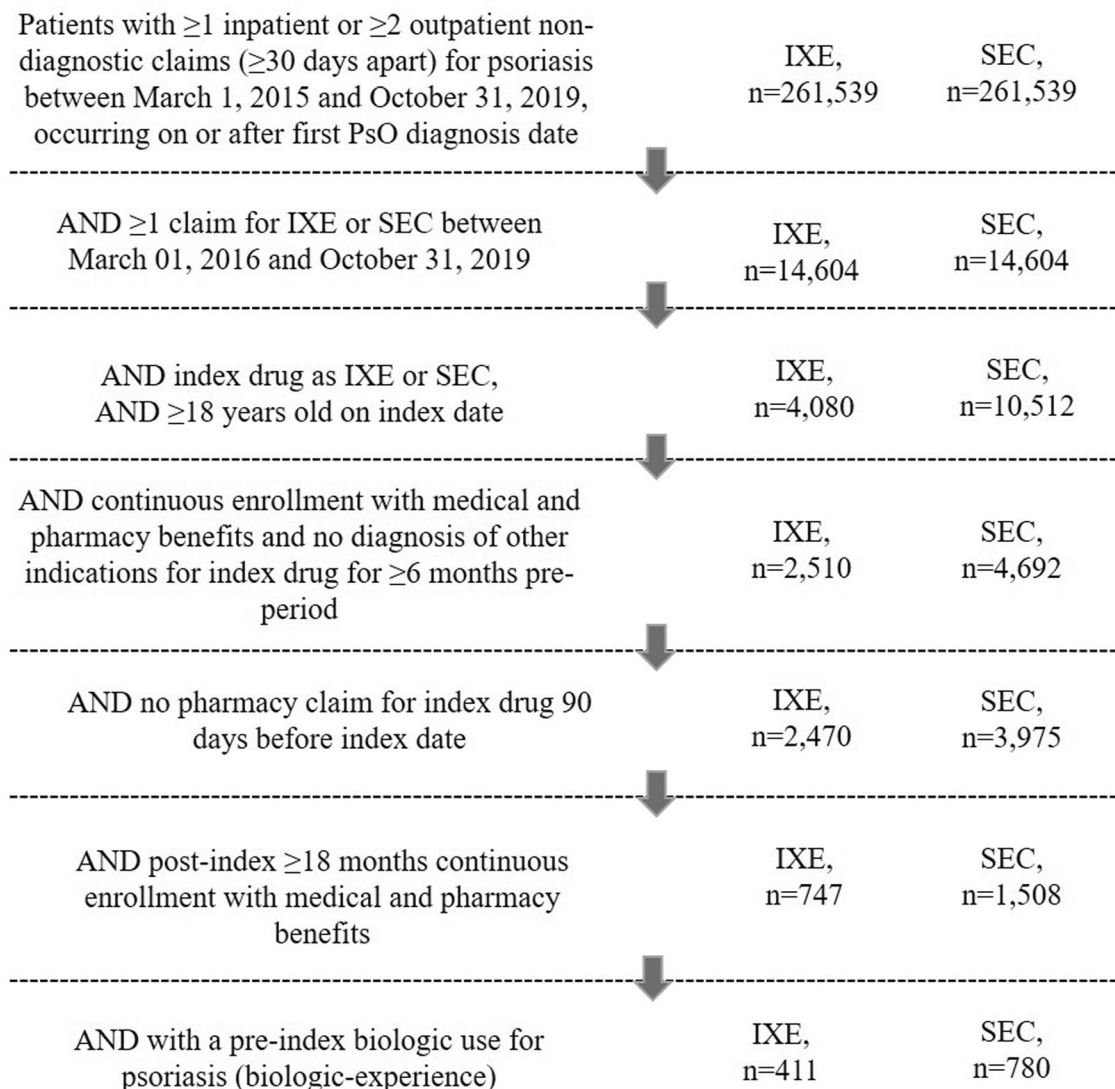 Patients with ≥1 inpatient or ≥2 outpatient non-
diagnostic claims (≥30 days apart) for psoriasis
between March 1, 2015 and October 31, 2019,
occurring on or after first PsO diagnosis date
IXE,
n=261,539
SEC,
n=261,539
AND ≥1 claim for IXE or SEC between
March 01, 2016 and October 31, 2019
IXE,
n=14,604
SEC,
n=14,604
AND index drug as IXE or SEC,
AND ≥18 years old on index date
IXE,
n=4,080
SEC,
n=10,512
AND continuous enrollment with medical and
pharmacy benefits and no diagnosis of other
indications for index drug for ≥6 months pre-
period
IXE,
n=2,510
SEC,
n=4,692
AND no pharmacy claim for index drug 90
days before index date
IXE,
n=2,470
SEC,
n=3,975
AND post-index ≥18 months continuous
enrollment with medical and pharmacy
benefits
IXE,
n=747
SEC,
n=1,508
AND with a pre-index biologic use for
psoriasis (biologic-experience)
IXE,
n=411
SEC,
n=780